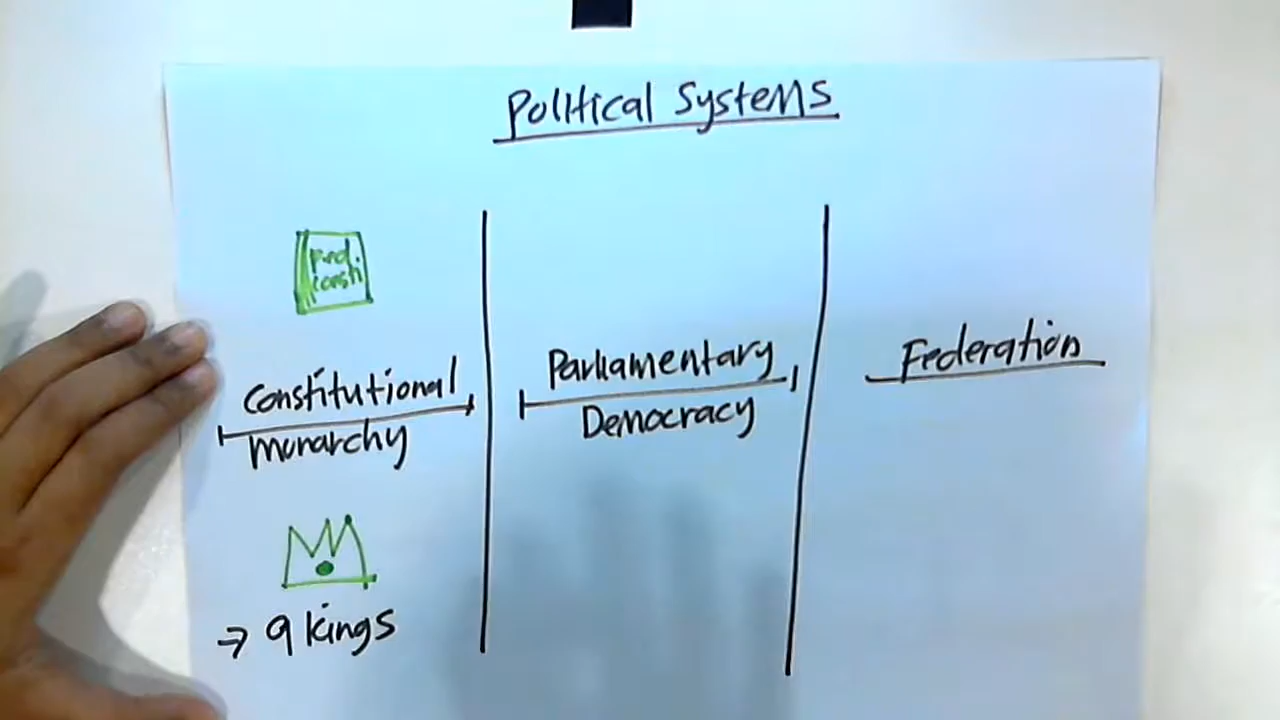 Political Systems
Fed.
consti
Constitutional
Monarchy
→ 9 kings
Parliamentary
Democracy
Federation